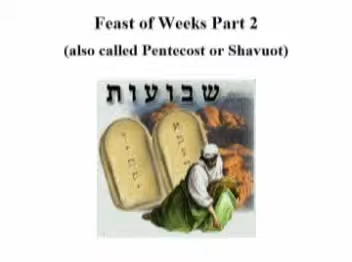 Feast of Weeks Part 2
(also called Pentecost or Shavuot)
שבועות